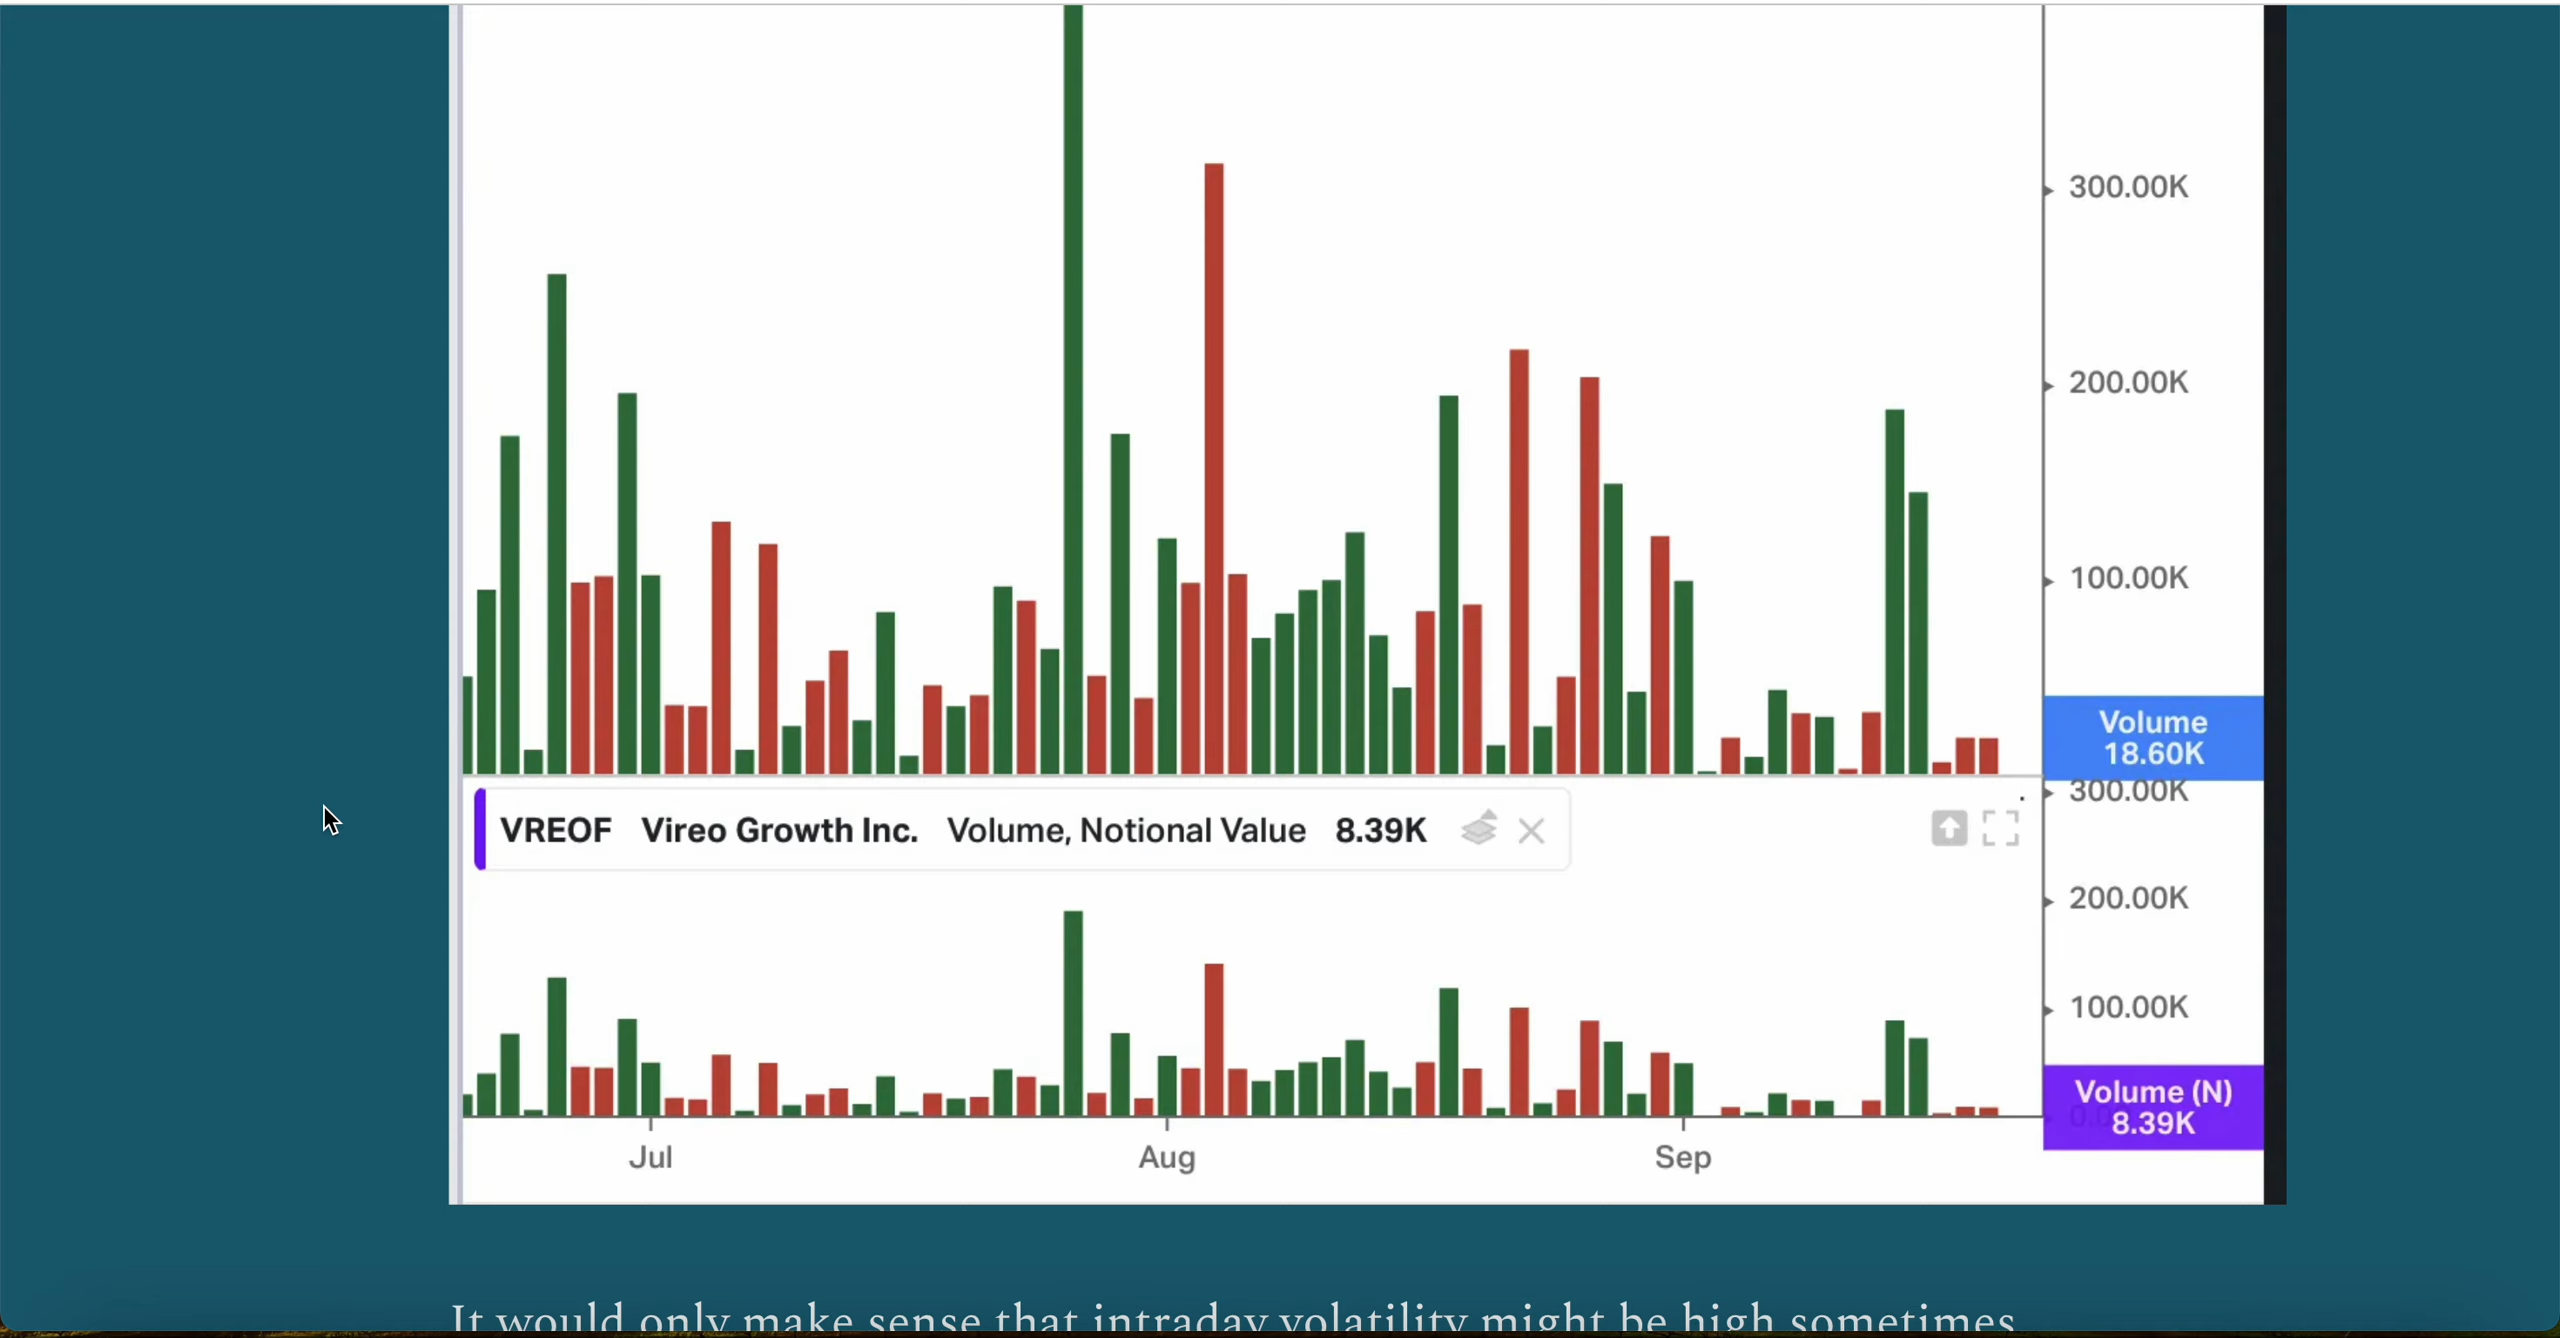 300.00K
200.00K
100.00K
Volume
18.60K
300.00K
VREOF Vireo Growth Inc. Volume, Notional Value 8.39K
200.00K
100.00K
Volume (N)
8.39K
Jul Aug Sep
It would only make sense that intraday volatility might be high sometimes